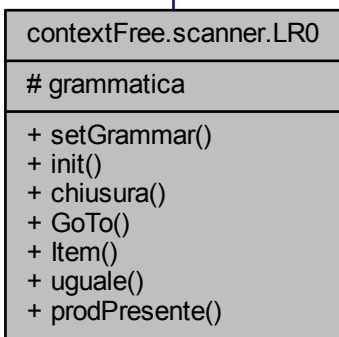 contextFree.scanner.LR0
# grammatica
+ setGrammar()
+ init()
+ chiusura()
+ GoTo()
+ Item()
+ uguale()
+ prodPresente()